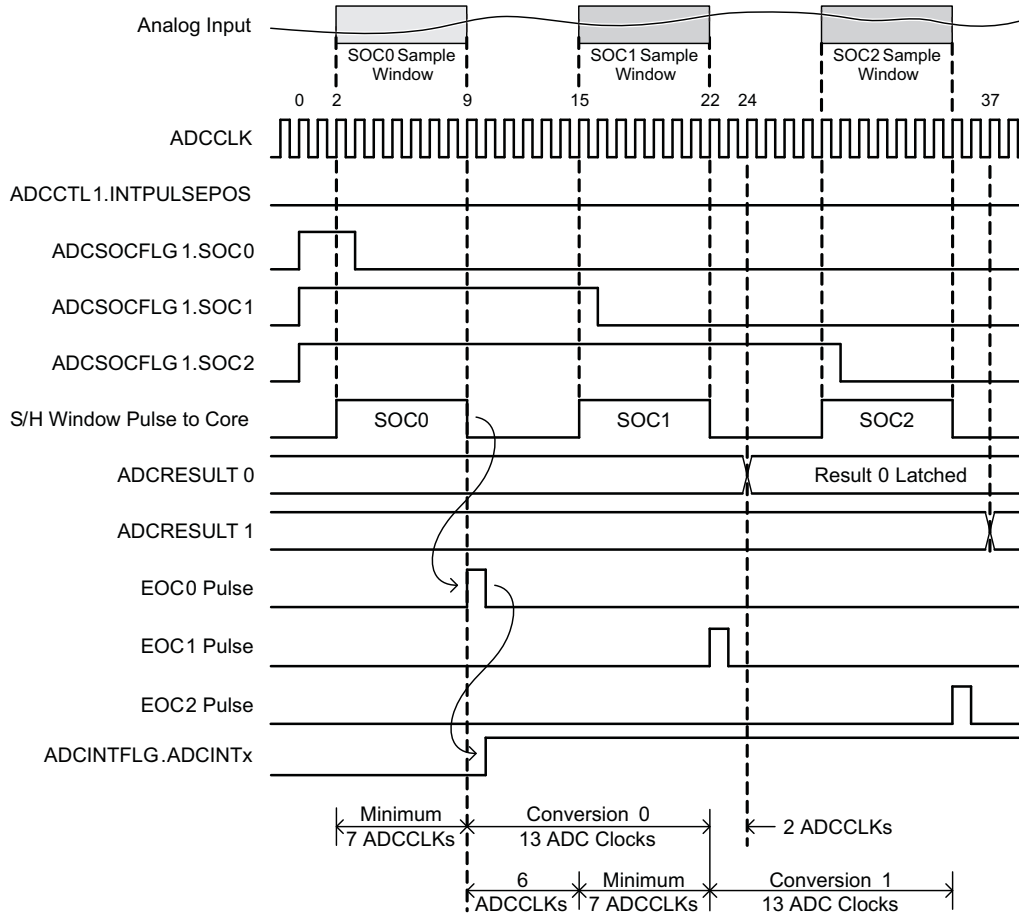 Analog Input
SOC0 Sample
Window
SOC1 Sample
Window
SOC2 Sample
Window
0 2 9 15 22 24 37
ADCCLK
ADCCTL1.INTPULSEPOS
ADCSOCFLG 1.SOC0
ADCSOCFLG 1.SOC1
ADCSOCFLG 1.SOC2
S/H Window Pulse to Core SOC0 SOC1 SOC2
ADCRESULT 0 Result 0 Latched
ADCRESULT 1
EOC0 Pulse
EOC1 Pulse
EOC2 Pulse
ADCINTFLG.ADCINTx
Minimum
7 ADCCLKs
Conversion 0
13 ADC Clocks
2 ADCCLKs
6
ADCCLKs
Minimum
7 ADCCLKs
Conversion 1
13 ADC Clocks